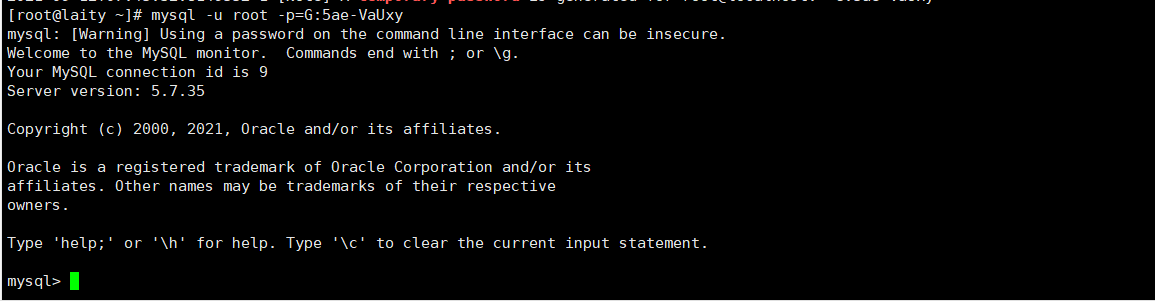 temporary password
[root@laity ~]# mysql -u root -p=G:5ae-VaUxy
mysql: [Warning] Using a password on the command line interface can be insecure.
Welcome to the MySQL monitor.  Commands end with ; or \g.
Your MySQL connection id is 9
Server version: 5.7.35
Copyright (c) 2000, 2021, Oracle and/or its affiliates.
Oracle is a registered trademark of Oracle Corporation and/or its
affiliates. Other names may be trademarks of their respective
owners.
Type 'help;' or '\h' for help. Type '\c' to clear the current input statement.
mysql>